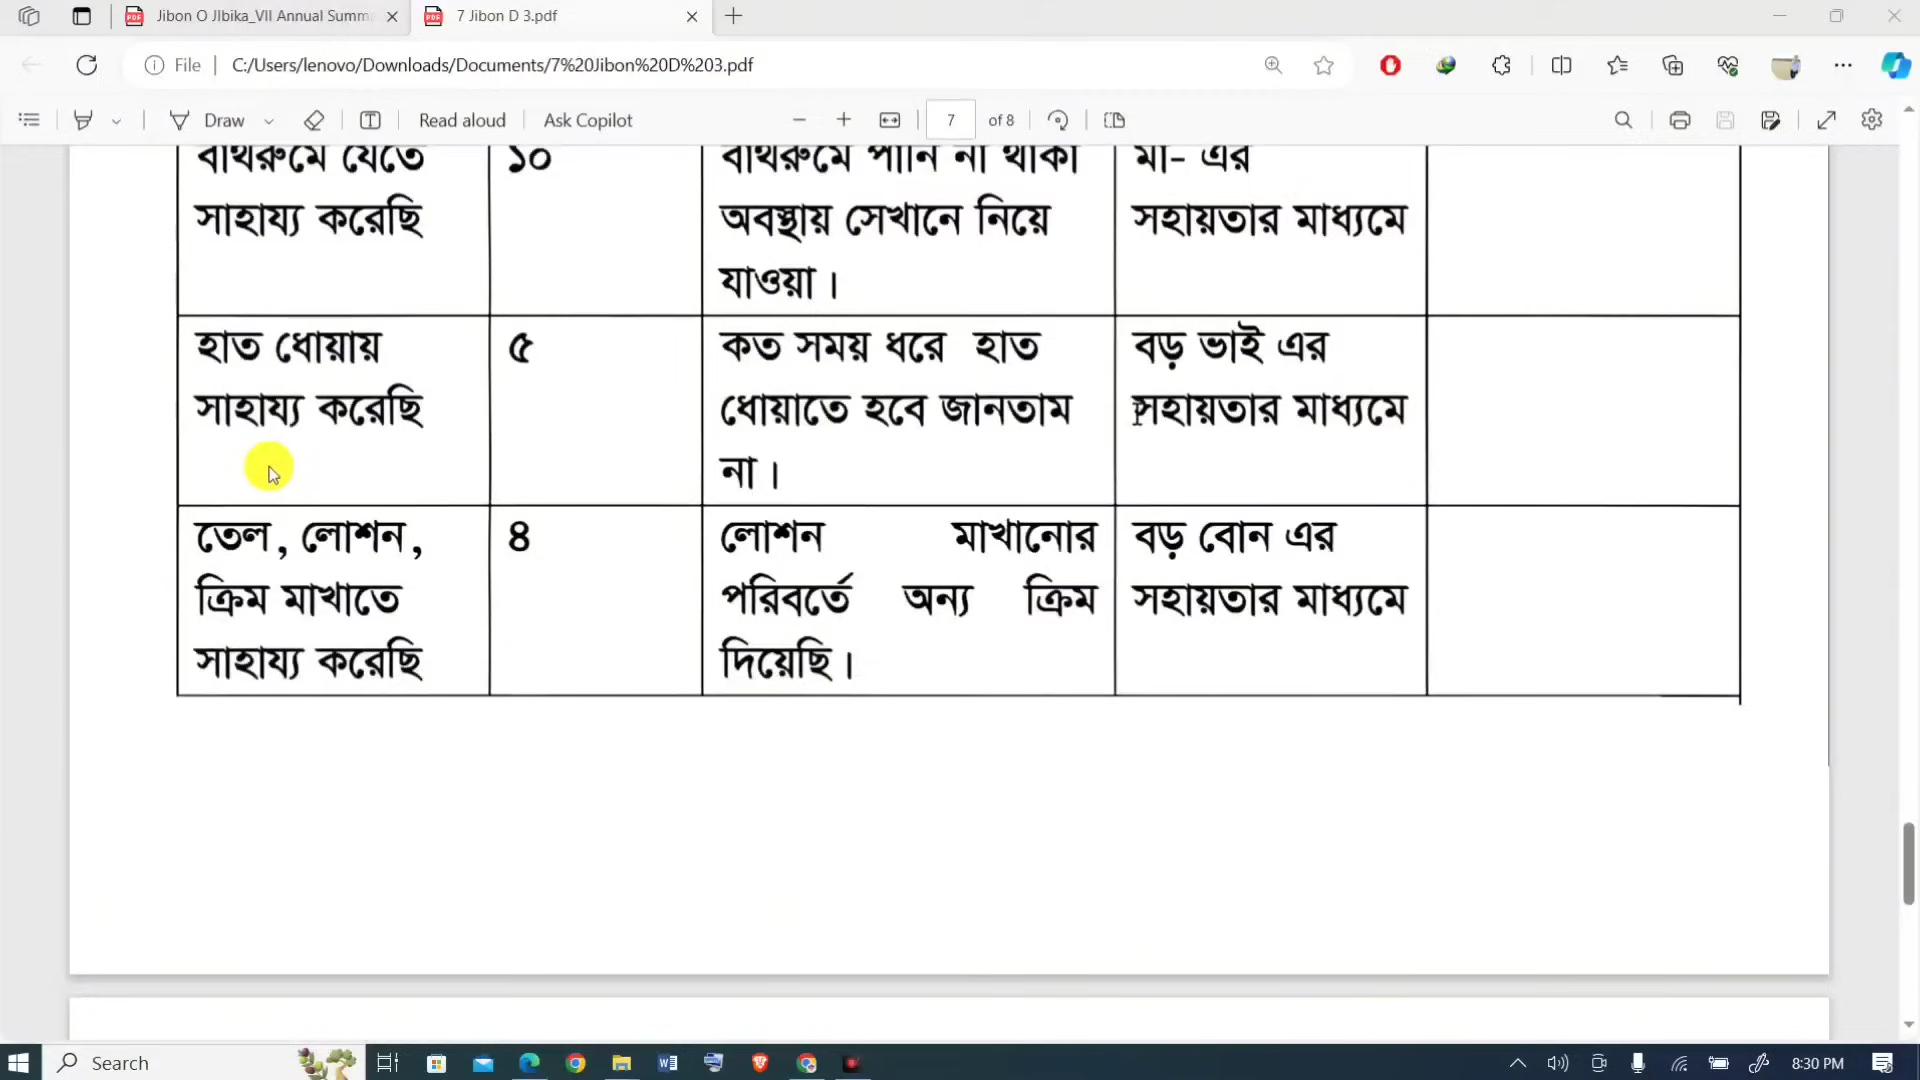 Jibon O JIbika_VII Annual Summ
7 Jibon D 3.pdf
File
C:/Users/lenovo/Downloads/Documents/7%20Jibon%20D%203.pdf
Draw
Read aloud
Ask Copilot
7
of 8
বাথরুমে যেতে
সাহায্য করেছি
১০
বাথরুমে পানি না থাকা
অবস্থায় সেখানে নিয়ে
যাওয়া।
মা- এর
সহায়তার মাধ্যমে
হাত ধোয়ায়
সাহায্য করেছি
৫
কত সময় ধরে হাত
ধোয়াতে হবে জানতাম
না।
বড় ভাই এর
সহায়তার মাধ্যমে
তেল, লোশন,
ক্রিম মাখাতে
সাহায্য করেছি
৪
লোশন মাখানোর
পরিবর্তে অন্য ক্রিম
দিয়েছি।
বড় বোন এর
সহায়তার মাধ্যমে
Search
8:30 PM